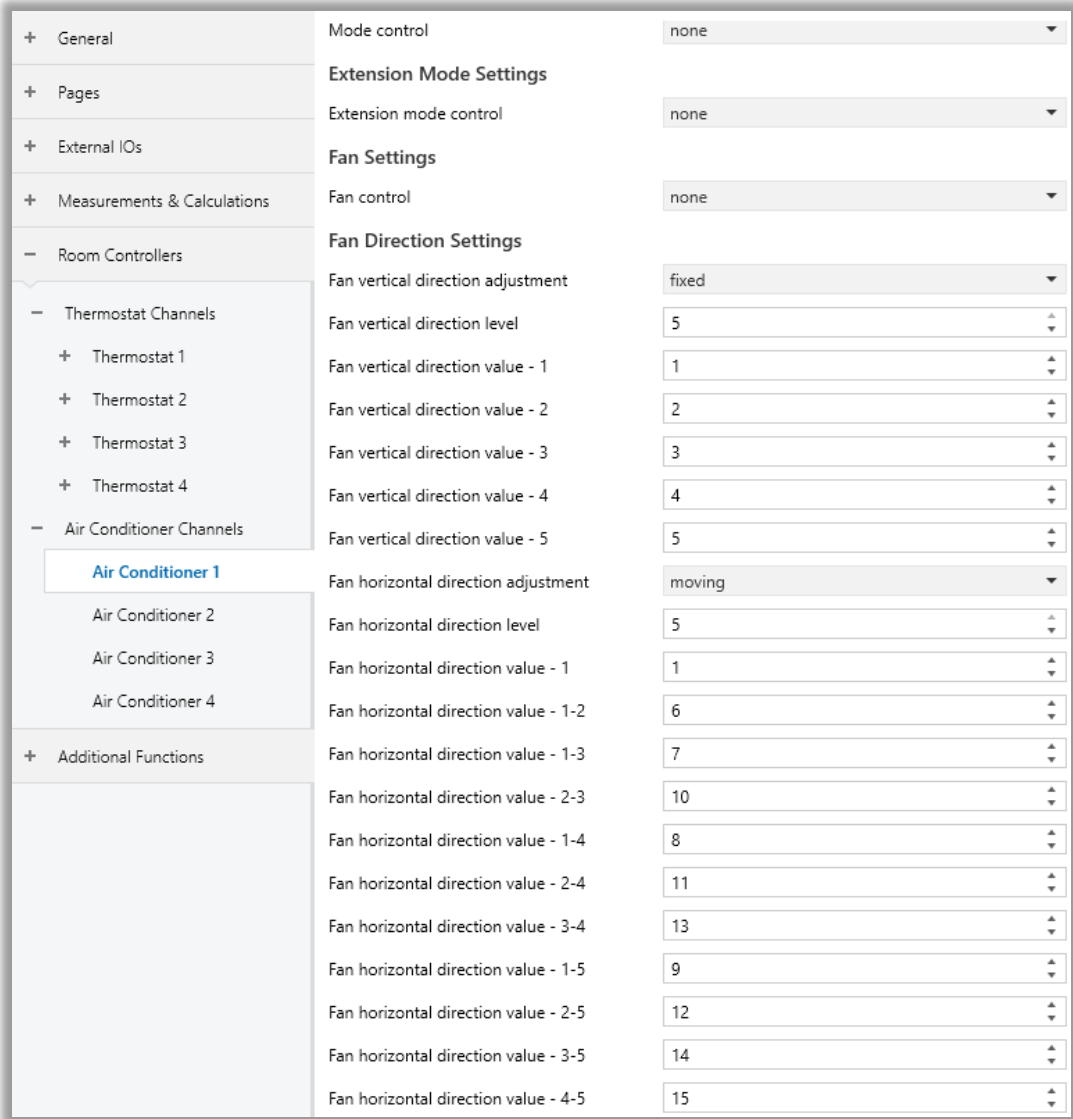 General
Pages
External IOs
Measurements & Calculations
Room Controllers
Thermostat Channels
Thermostat 1
Thermostat 2
Thermostat 3
Thermostat 4
Air Conditioner Channels
Air Conditioner 1
Air Conditioner 2
Air Conditioner 3
Air Conditioner 4
Additional Functions
Mode control none
Extension Mode Settings
Extension mode control none
Fan Settings
Fan control none
Fan Direction Settings
Fan vertical direction adjustment fixed
Fan vertical direction level 5
Fan vertical direction value - 1 1
Fan vertical direction value - 2 2
Fan vertical direction value - 3 3
Fan vertical direction value - 4 4
Fan vertical direction value - 5 5
Fan horizontal direction adjustment moving
Fan horizontal direction level 5
Fan horizontal direction value - 1 1
Fan horizontal direction value - 1-2 6
Fan horizontal direction value - 1-3 7
Fan horizontal direction value - 2-3 10
Fan horizontal direction value - 1-4 8
Fan horizontal direction value - 2-4 11
Fan horizontal direction value - 3-4 13
Fan horizontal direction value - 1-5 9
Fan horizontal direction value - 2-5 12
Fan horizontal direction value - 3-5 14
Fan horizontal direction value - 4-5 15